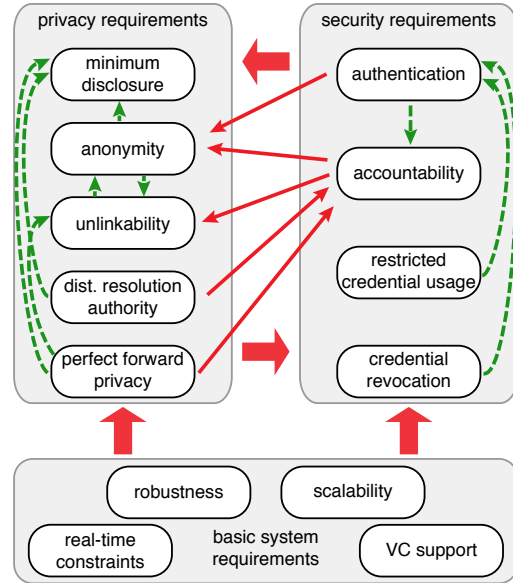 privacy requirements
minimum
disclosure
anonymity
unlinkability
dist. resolution
authority
perfect forward
privacy
security requirements
authentication
accountability
restricted
credential usage
credential
revocation
robustness
scalability
real-time
constraints
basic system
requirements
VC support